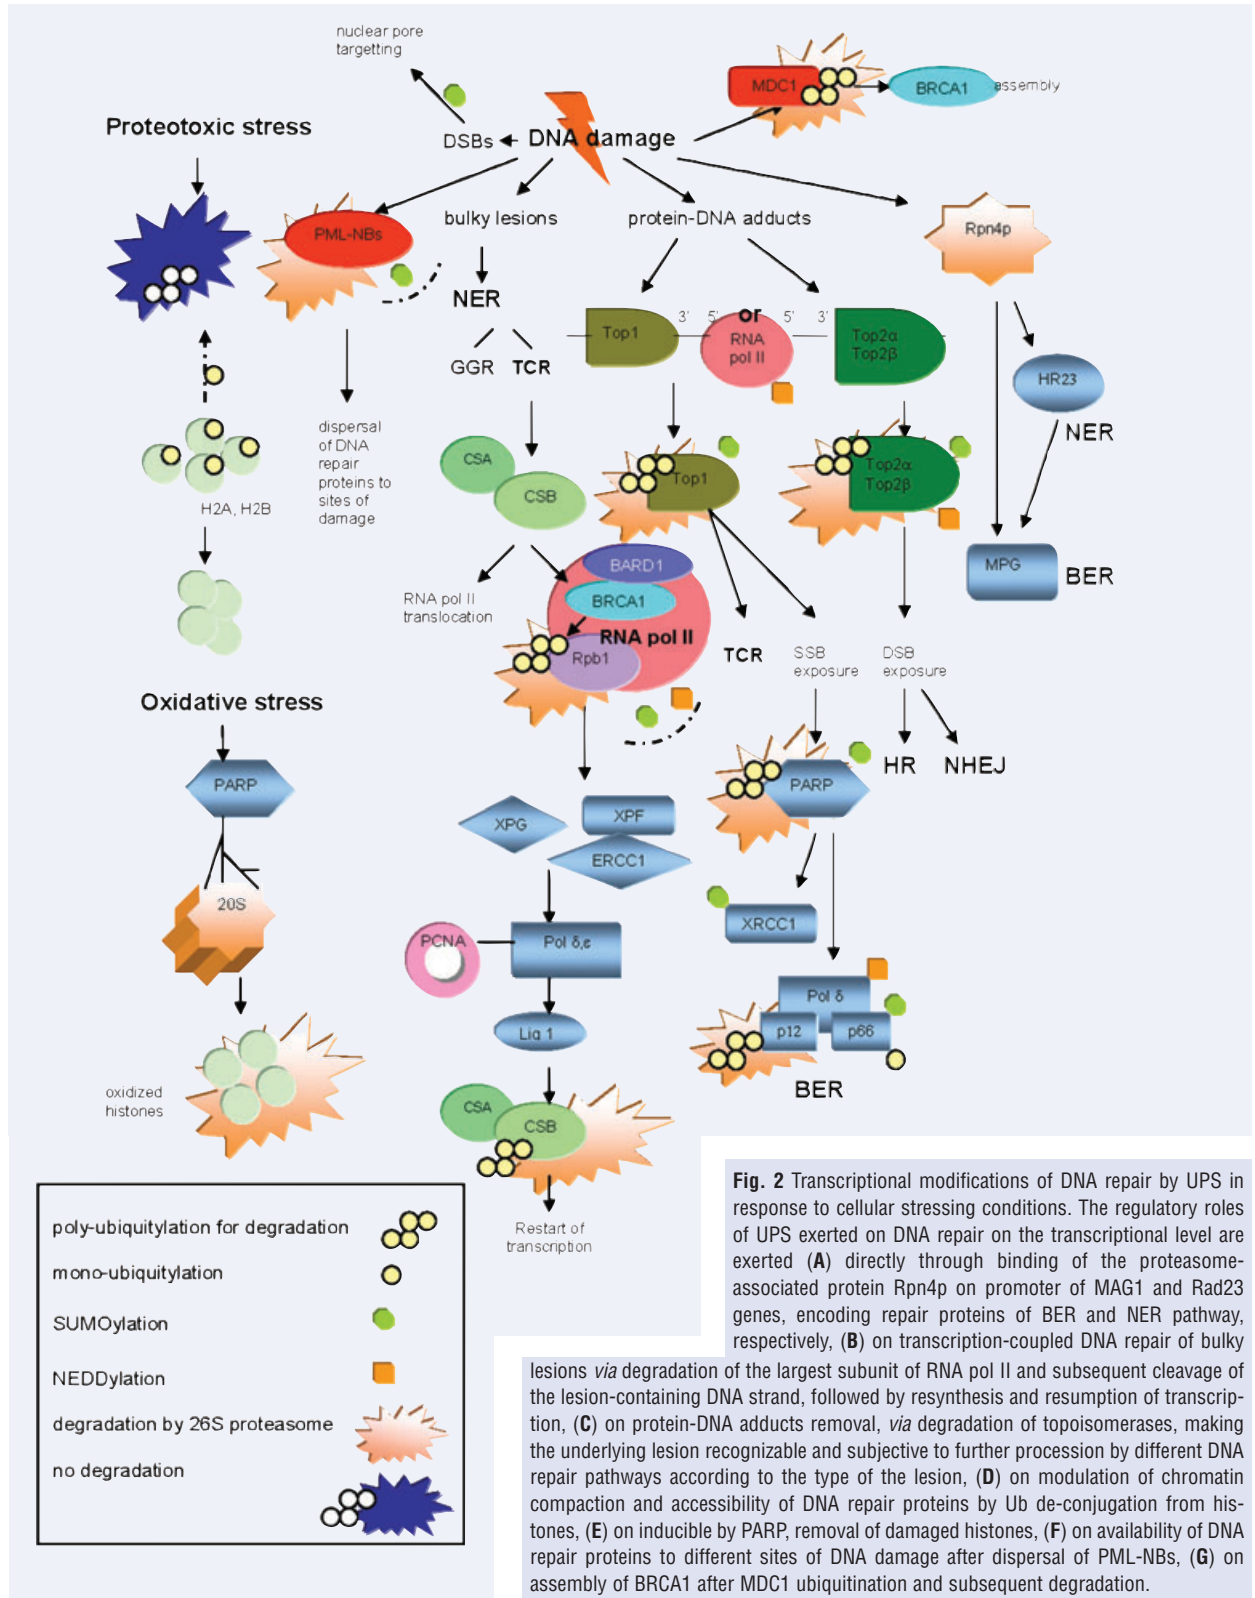 nuclear pore
targetting
MDC1
BRCA1
assembly
Proteotoxic stress
DSBs
DNA damage
PML-NBs
bulky lesions
protein-DNA adducts
Rpn4p
NER
GGR
TCR
Top1
3'
5'
or
RNA
pol II
5'
3'
Top2α
Top2β
HR23
NER
dispersal
of DNA
repair
proteins to
sites of
damage
H2A, H2B
CSA
CSB
Top1
Top2α
Top2β
MPG
BER
RNA pol II
translocation
BARD1
BRCA1
RNA pol II
Rpb1
TCR
SSB
exposure
DSB
exposure
Oxidative stress
PARP
PARP
HR
NHEJ
20S
XPG
XPF
ERCC1
XRCC1
PCNA
Pol δ,ε
Pol δ
p12
p66
BER
Lig 1
oxidized
histones
CSA
CSB
Restart of
transcription
poly-ubiquitylation for degradation
mono-ubiquitylation
SUMOylation
NEDDylation
degradation by 26S proteasome
no degradation
Fig. 2 Transcriptional modifications of DNA repair by UPS in
response to cellular stressing conditions. The regulatory roles
of UPS exerted on DNA repair on the transcriptional level are
exerted (A) directly through binding of the proteasome-
associated protein Rpn4p on promoter of MAG1 and Rad23
genes, encoding repair proteins of BER and NER pathway,
respectively, (B) on transcription-coupled DNA repair of bulky
lesions via degradation of the largest subunit of RNA pol II and subsequent cleavage of
the lesion-containing DNA strand, followed by resynthesis and resumption of transcrip-
tion, (C) on protein-DNA adducts removal, via degradation of topoisomerases, making
the underlying lesion recognizable and subjective to further procession by different DNA
repair pathways according to the type of the lesion, (D) on modulation of chromatin
compaction and accessibility of DNA repair proteins by Ub de-conjugation from his-
tones, (E) on inducible by PARP, removal of damaged histones, (F) on availability of DNA
repair proteins to different sites of DNA damage after dispersal of PML-NBs, (G) on
assembly of BRCA1 after MDC1 ubiquitination and subsequent degradation.